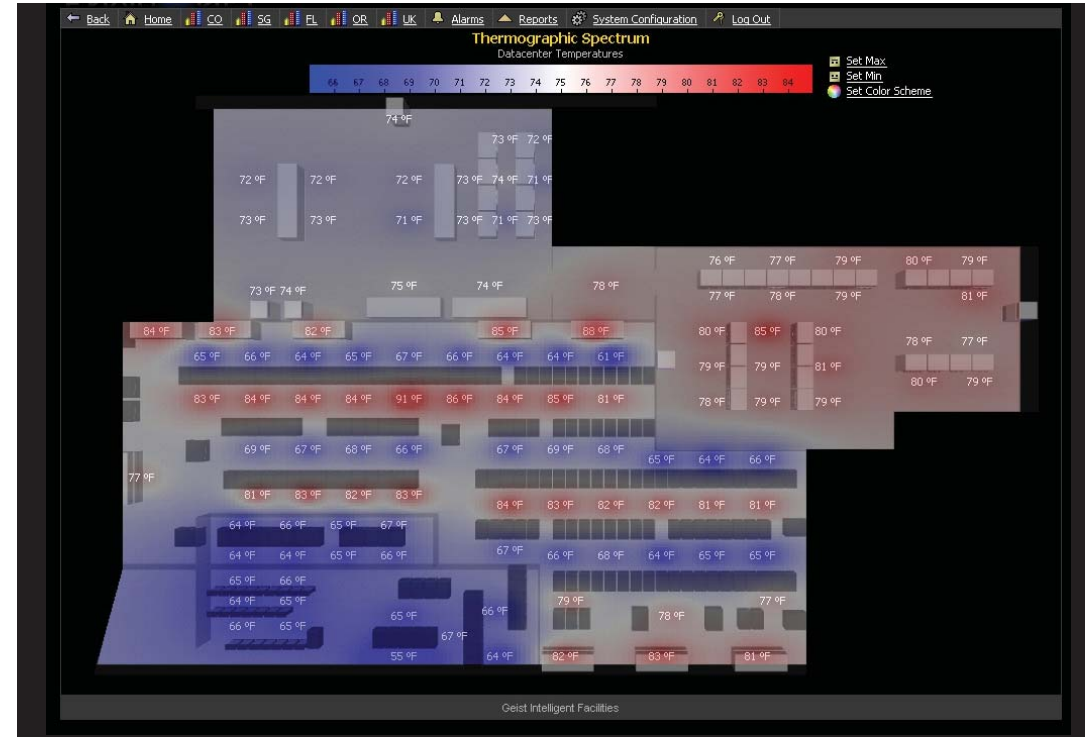 Back Home CO SG FL OR UK Alarms Reports System Configuration Log Out
Thermographic Spectrum
Datacenter Temperatures
Set Max
Set Min
Set Color Scheme
66 67 68 69 70 71 72 73 74 75 76 77 78 79 80 81 82 83 84
74 ºF
73 ºF 72 ºF
72 ºF 72 ºF 72 ºF 73 ºF 74 ºF 71 ºF
73 ºF 73 ºF 71 ºF 73 ºF 71 ºF 73 ºF
76 ºF 77 ºF 79 ºF 80 ºF 79 ºF
73 ºF 74 ºF 75 ºF 74 ºF 78 ºF
77 ºF 78 ºF 79 ºF 81 ºF
84 ºF 83 ºF 82 ºF 85 ºF 88 ºF 80 ºF 85 ºF 80 ºF
78 ºF 77 ºF
65 ºF 66 ºF 64 ºF 65 ºF 67 ºF 66 ºF 64 ºF 64 ºF 61 ºF
79 ºF 79 ºF 81 ºF
80 ºF 79 ºF
83 ºF 84 ºF 84 ºF 84 ºF 91 ºF 86 ºF 84 ºF 85 ºF 81 ºF 78 ºF 79 ºF 79 ºF
69 ºF 67 ºF 68 ºF 66 ºF 67 ºF 69 ºF 68 ºF
65 ºF 64 ºF 66 ºF
77 ºF
81 ºF 83 ºF 82 ºF 83 ºF
84 ºF 83 ºF 82 ºF 82 ºF 81 ºF 81 ºF
64 ºF 66 ºF 65 ºF 67 ºF
64 ºF 64 ºF 65 ºF 66 ºF 67 ºF 66 ºF 68 ºF 64 ºF 65 ºF 65 ºF
65 ºF 66 ºF
64 ºF 65 ºF 79 ºF 77 ºF
65 ºF 66 ºF 78 ºF
66 ºF 65 ºF
67 ºF
55 ºF 64 ºF 82 ºF 83 ºF 81 ºF
Geist Intelligent Facilities